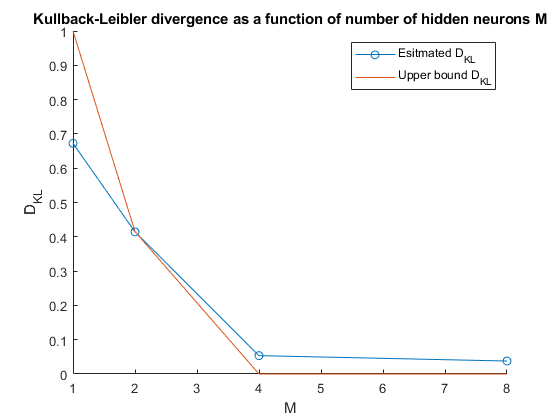 Kullback-Leibler divergence as a function of number of hidden neurons M
Esitmated D_KL
Upper bound D_KL
1
0.9
0.8
0.7
0.6
0.5
0.4
0.3
0.2
0.1
0
D_KL
1 2 3 4 5 6 7 8
M